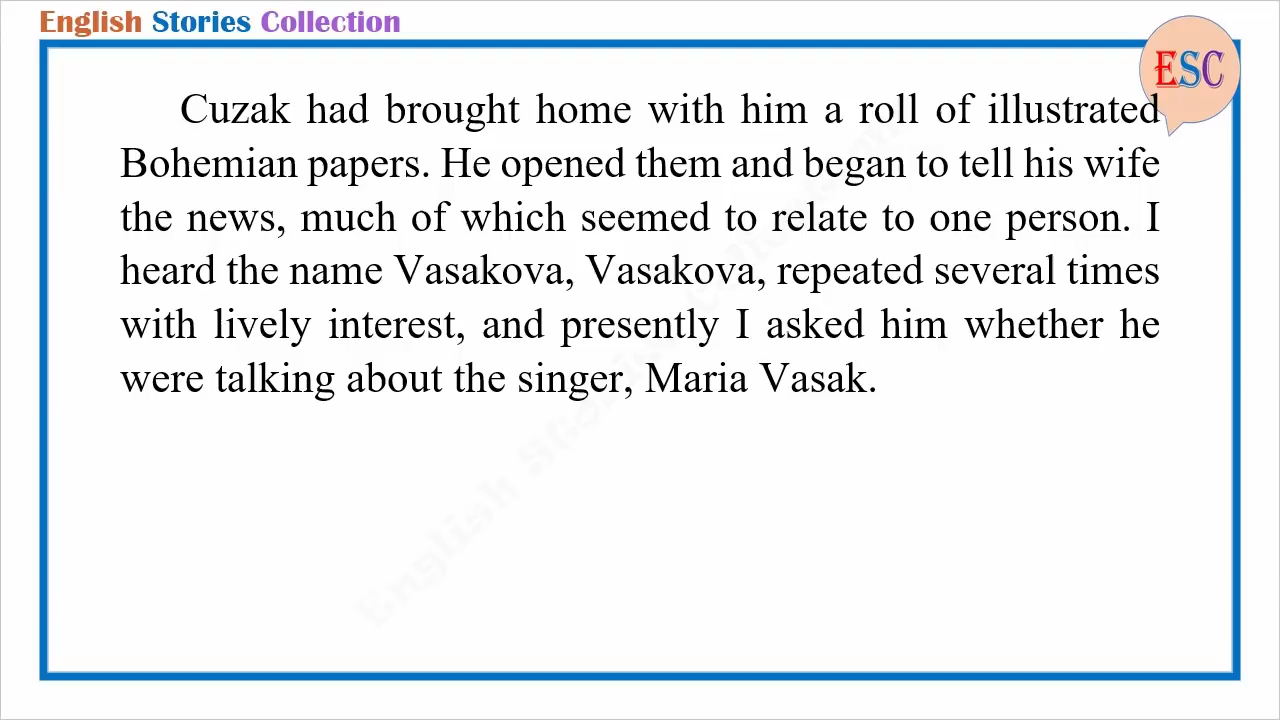 English Stories Collection
ESC
Cuzak had brought home with him a roll of illustrated
Bohemian papers. He opened them and began to tell his wife
the news, much of which seemed to relate to one person. I
heard the name Vasakova, Vasakova, repeated several times
with lively interest, and presently I asked him whether he
were talking about the singer, Maria Vasak.
English Stories Collection